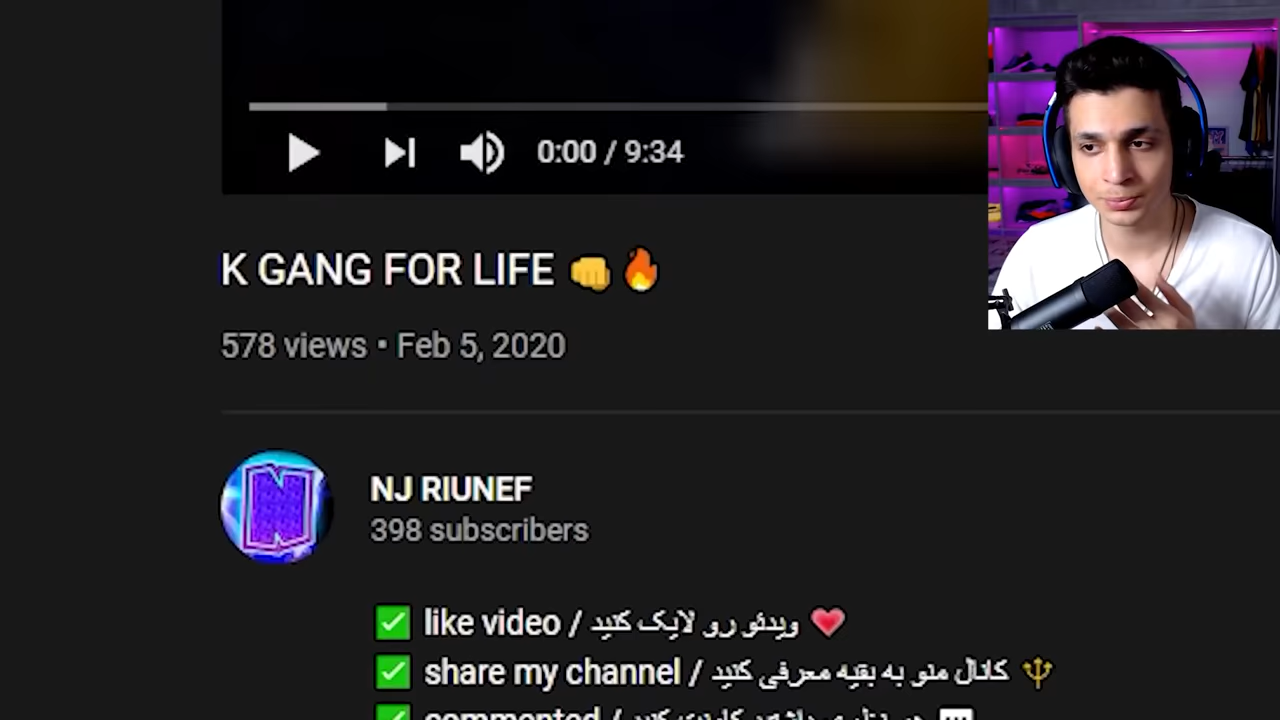 0:00 / 9:34
K GANG FOR LIFE 👊🔥
578 views • Feb 5, 2020
NJ RIUNEF
398 subscribers
✅ like video / ویدئو رو لایک کنید ❤️
✅ share my channel / کانال منو به بقیه معرفی کنید 🔱
commented /